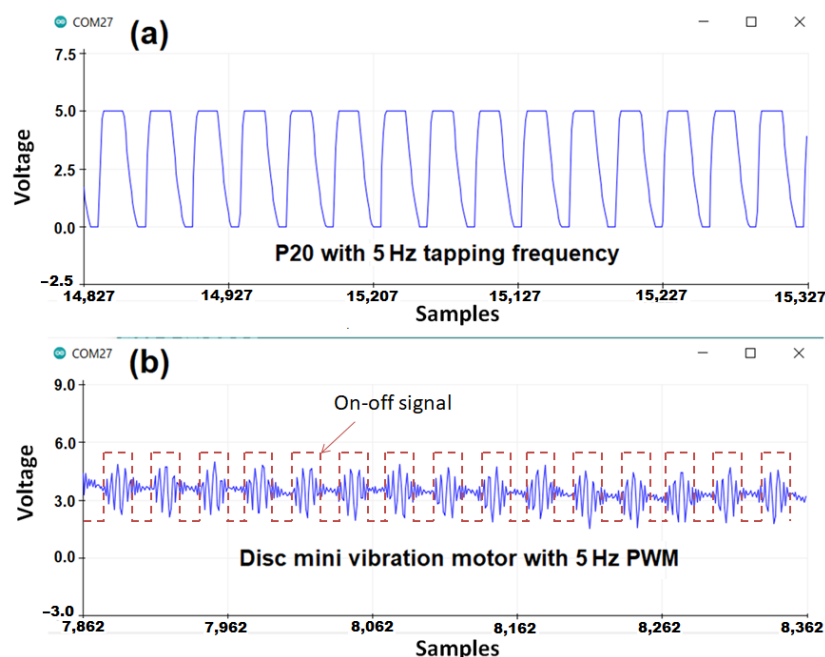 COM27
(a)
7.5
5.0
2.5
0.0
−2.5
Voltage
P20 with 5 Hz tapping frequency
14,827 14,927 15,207 15,127 15,227 15,327
Samples
COM27
(b)
9.0
6.0
3.0
0.0
−3.0
Voltage
On-off signal
Disc mini vibration motor with 5 Hz PWM
7,862 7,962 8,062 8,162 8,262 8,362
Samples